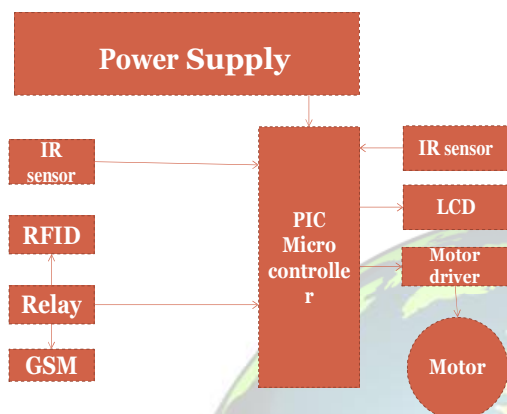 Power Supply
IR
sensor
IR sensor
PIC
Micro
controlle
r
LCD
RFID
Motor
driver
Relay
GSM
Motor